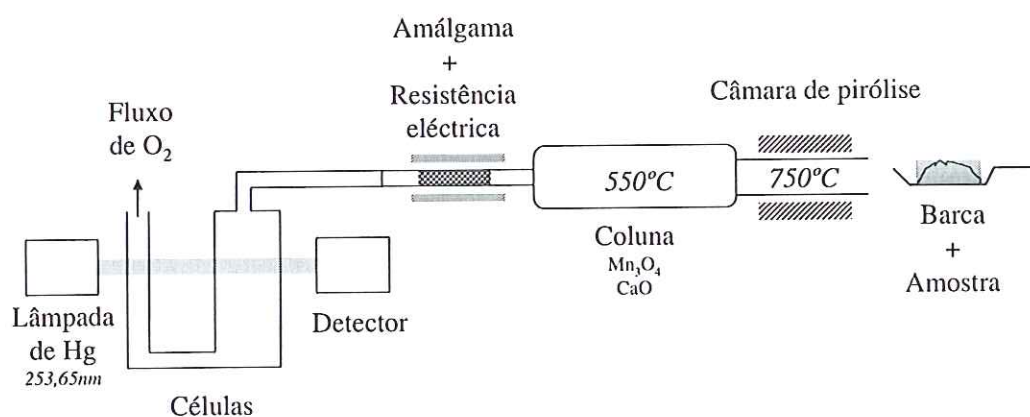 Amálgama
+
Resistência
eléctrica
Câmara de pirólise
Fluxo
de O₂
550ºC
750ºC
Coluna
Mn₃O₄
CaO
Barca
+
Amostra
Lâmpada
de Hg
253,65nm
Detector
Células